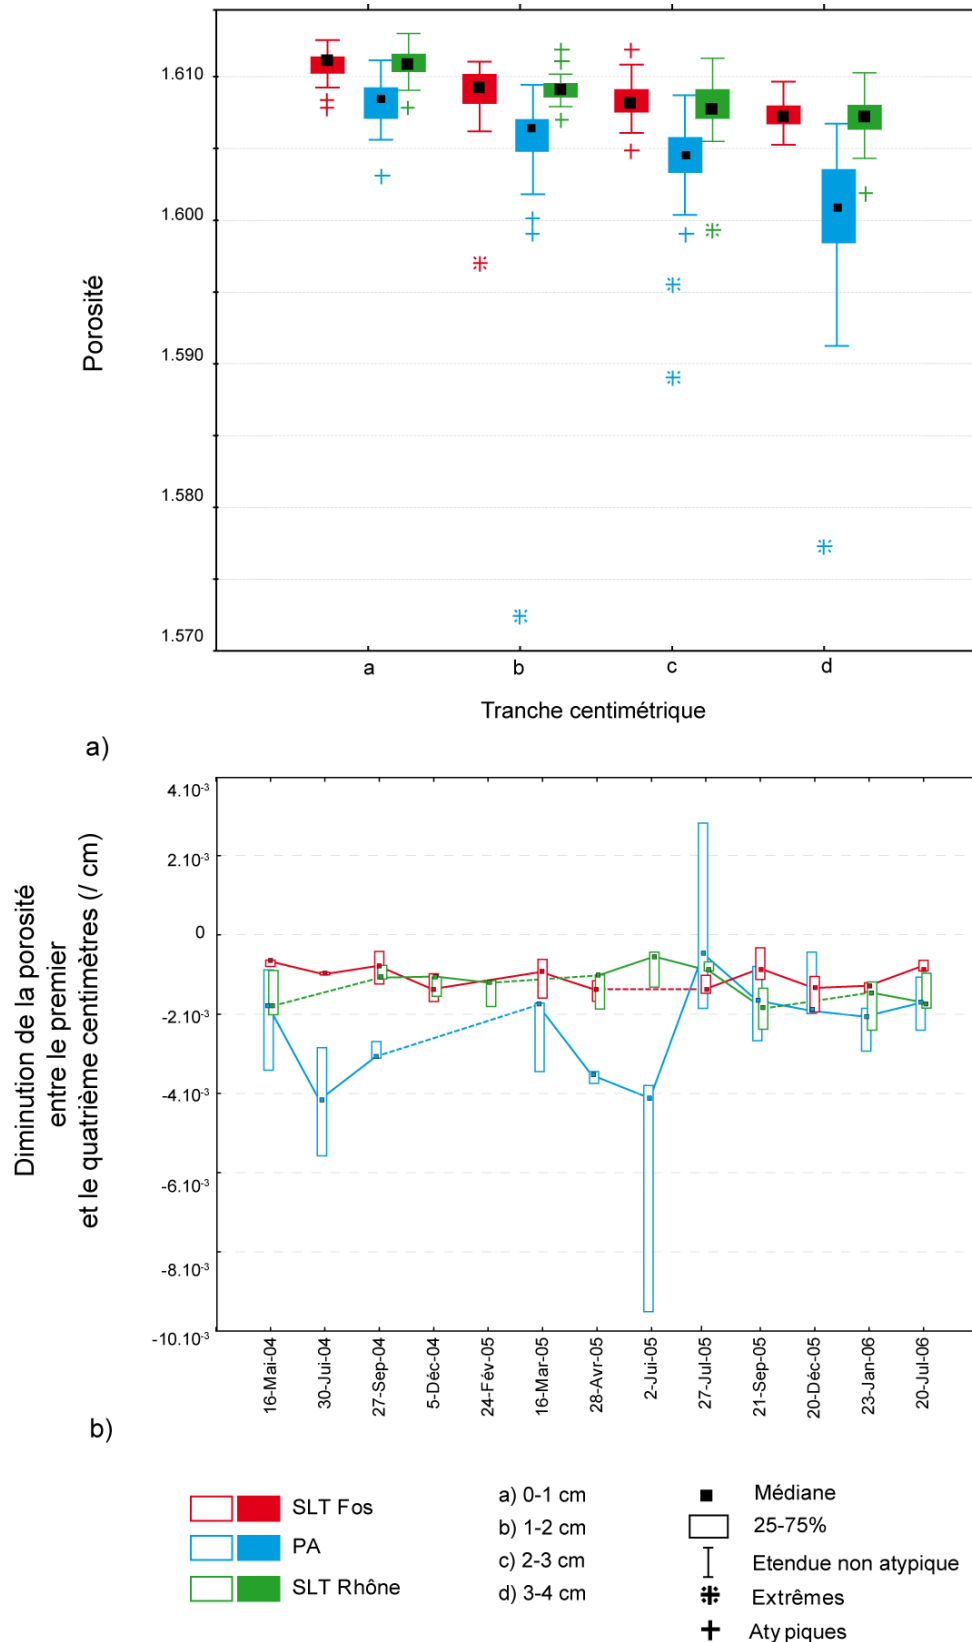 1.610
1.600
1.590
1.580
1.570
Porosité
a
b
c
d
Tranche centimétrique
a)
4.10-3
2.10-3
0
-2.10-3
-4.10-3
-6.10-3
-8.10-3
-10.10-3
Diminution de la porosité
entre le premier
et le quatrième centimètres (/ cm)
16-Mai-04
30-Jui-04
27-Sep-04
5-Déc-04
24-Fév-05
16-Mar-05
28-Avr-05
2-Jui-05
27-Jul-05
21-Sep-05
20-Déc-05
23-Jan-06
20-Jul-06
b)
SLT Fos
PA
SLT Rhône
a) 0-1 cm
b) 1-2 cm
c) 2-3 cm
d) 3-4 cm
Médiane
25-75%
Etendue non atypique
Extrêmes
Atypiques